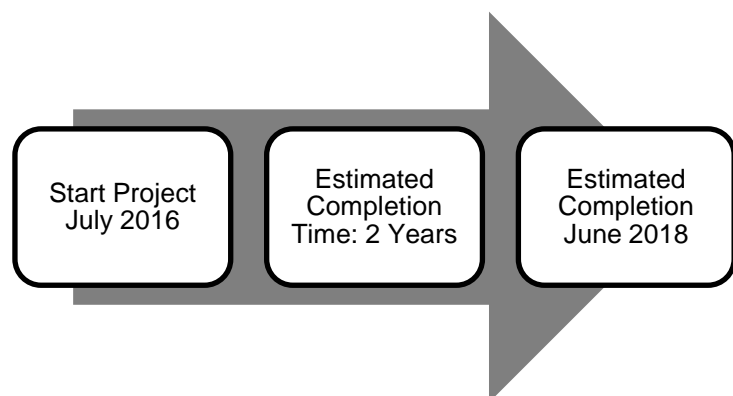 Start Project
July 2016
Estimated
Completion
Time: 2 Years
Estimated
Completion
June 2018